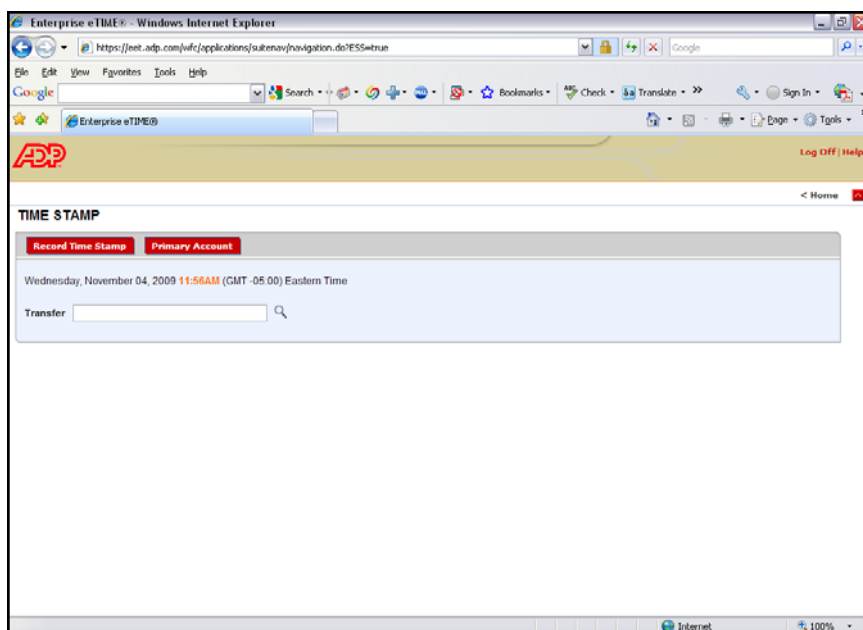 Enterprise eTIME® - Windows Internet Explorer
https://eet.adp.com/wfc/applications/suitenav/navigation.do?ESS=true
Google
File Edit View Favorites Tools Help
Google Search Bookmarks Check Translate Sign In
Enterprise eTIME® Page Tools
ADP Log Off | Help
< Home
TIME STAMP
Record Time Stamp Primary Account
Wednesday, November 04, 2009 11:56AM (GMT -05:00) Eastern Time
Transfer
Internet 100%